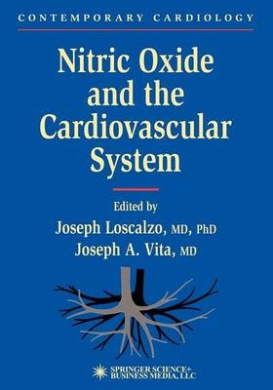 CONTEMPORARY CARDIOLOGY
Nitric Oxide
and the
Cardiovascular
System
Edited by
Joseph Loscalzo, MD, PhD
Joseph A. Vita, MD
SPRINGER SCIENCE+
BUSINESS MEDIA, LLC